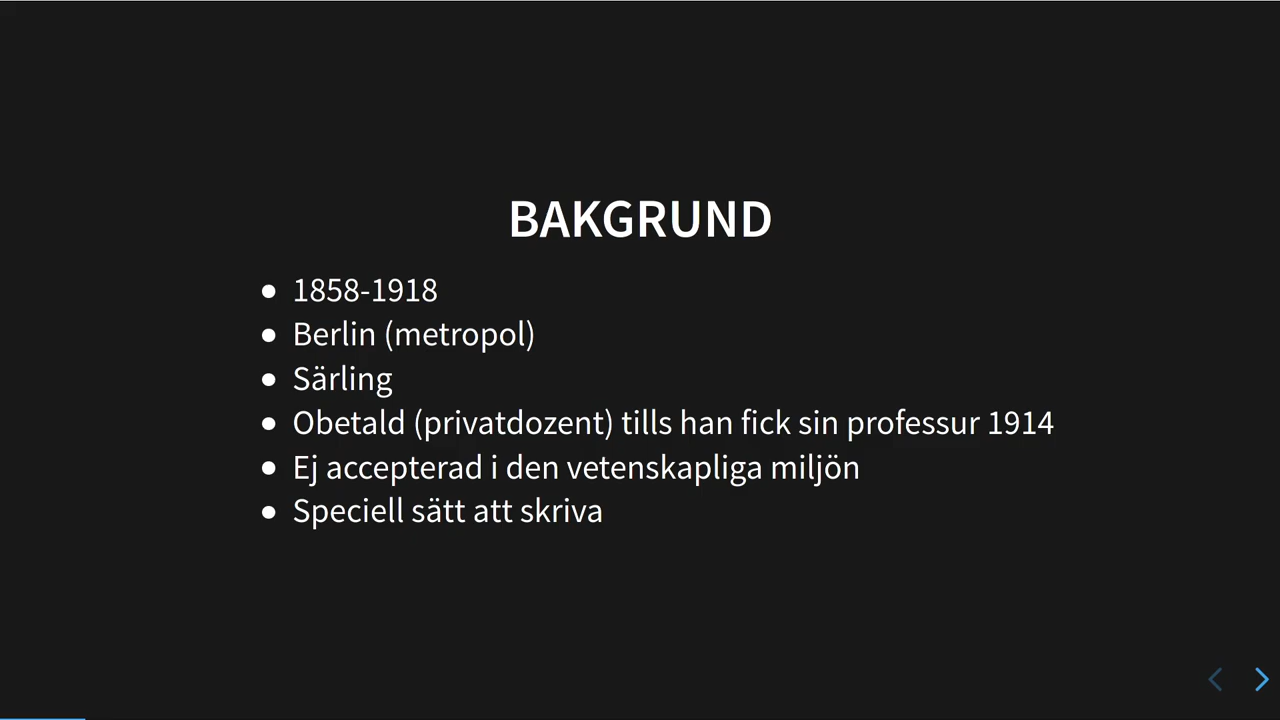 BAKGRUND
• 1858-1918
• Berlin (metropol)
• Särling
• Obetald (privatdozent) tills han fick sin professur 1914
• Ej accepterad i den vetenskapliga miljön
• Speciell sätt att skriva